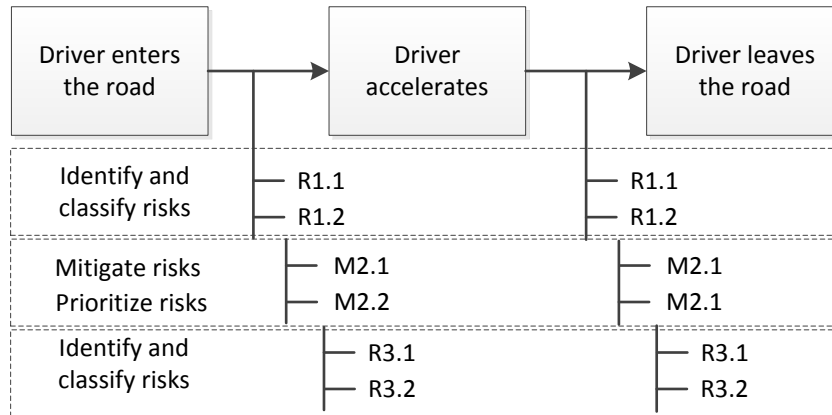 Driver enters
the road
Driver
accelerates
Driver leaves
the road
Identify and
classify risks
R1.1
R1.2
R1.1
R1.2
Mitigate risks
Prioritize risks
M2.1
M2.2
M2.1
M2.1
Identify and
classify risks
R3.1
R3.2
R3.1
R3.2